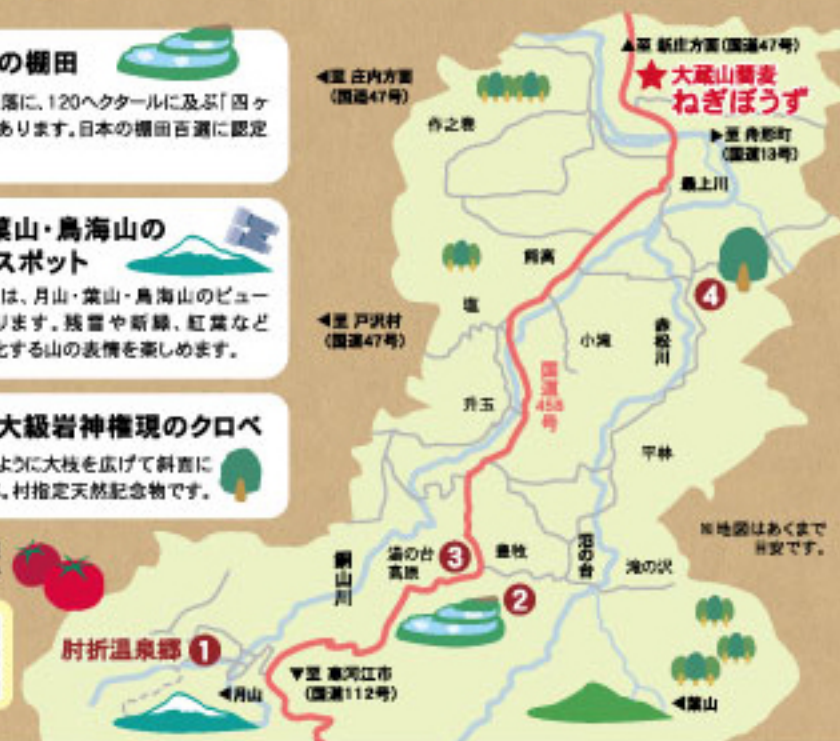 の棚田
落に、120ヘクタールに及ぶ「四ヶ
あります。日本の棚田百選に認定
葉山・鳥海山の
スポット
は、月山・葉山・鳥海山のビュー
ります。残雪や新緑、紅葉など
化する山の表情を楽しめます。
大級岩神権現のクロベ
ように大枝を広げて斜面に
。村指定天然記念物です。
▲至 新庄方面(国道47号)
★大蔵山蕎麦
ねぎぼうず
◀至 庄内方面
(国道47号)
作之巻
▶至 舟形町
(国道13号)
最上川
烏高
4
塩
◀至 戸沢村
(国道47号)
小滝
赤松川
国道458号
升玉
平林
※地図はあくまで
目安です。
銅山川
湯の台
高原
3
豊牧
沼の台
滝の沢
2
肘折温泉郷 1
◀月山
▼至 寒河江市
(国道112号)
◀葉山